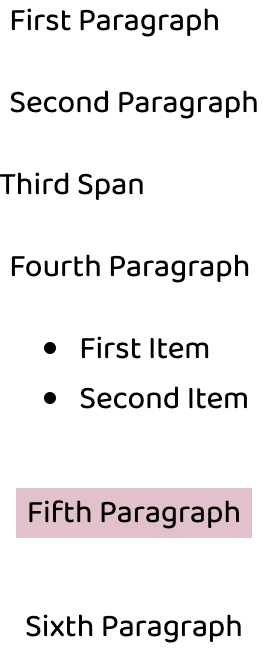 First Paragraph
Second Paragraph
Third Span
Fourth Paragraph
First Item
Second Item
Fifth Paragraph
Sixth Paragraph